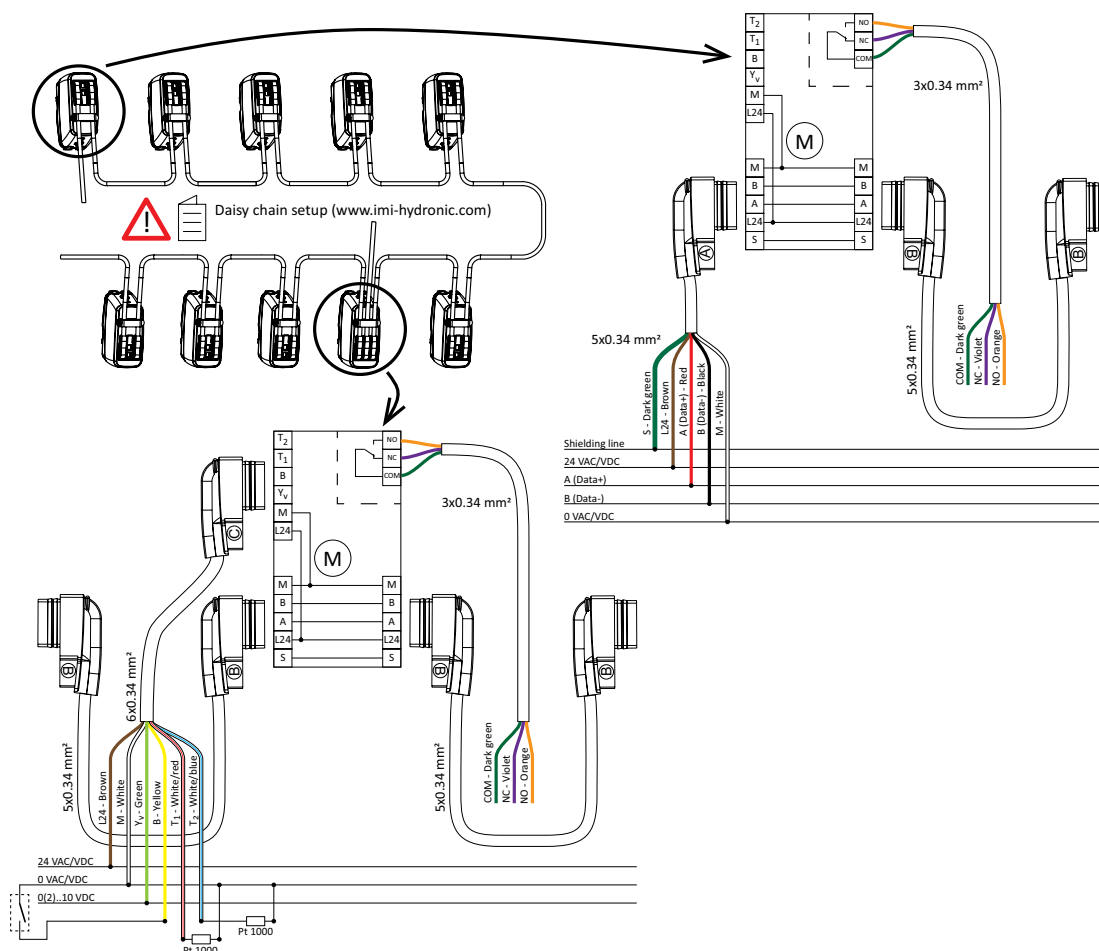 T2
T1
B
Yv
M
L24
M
B
A
L24
S
NO
NC
COM
M
M
B
A
L24
S
3x0.34 mm²
Daisy chain setup (www.imi-hydronic.com)
A
B
B
5x0.34 mm²
S - Dark green
L24 - Brown
A (Data+) - Red
B (Data-) - Black
M - White
5x0.34 mm²
COM - Dark green
NC - Violet
NO - Orange
Shielding line
24 VAC/VDC
A (Data+)
B (Data-)
0 VAC/VDC
T2
T1
B
Yv
M
L24
M
B
A
L24
S
NO
NC
COM
M
M
B
A
L24
S
3x0.34 mm²
C
B
B
B
B
6x0.34 mm²
5x0.34 mm²
L24 - Brown
M - White
Yv - Green
B - Yellow
T1 - White/red
T2 - White/blue
5x0.34 mm²
COM - Dark green
NC - Violet
NO - Orange
24 VAC/VDC
0 VAC/VDC
0(2)..10 VDC
Pt 1000
Pt 1000